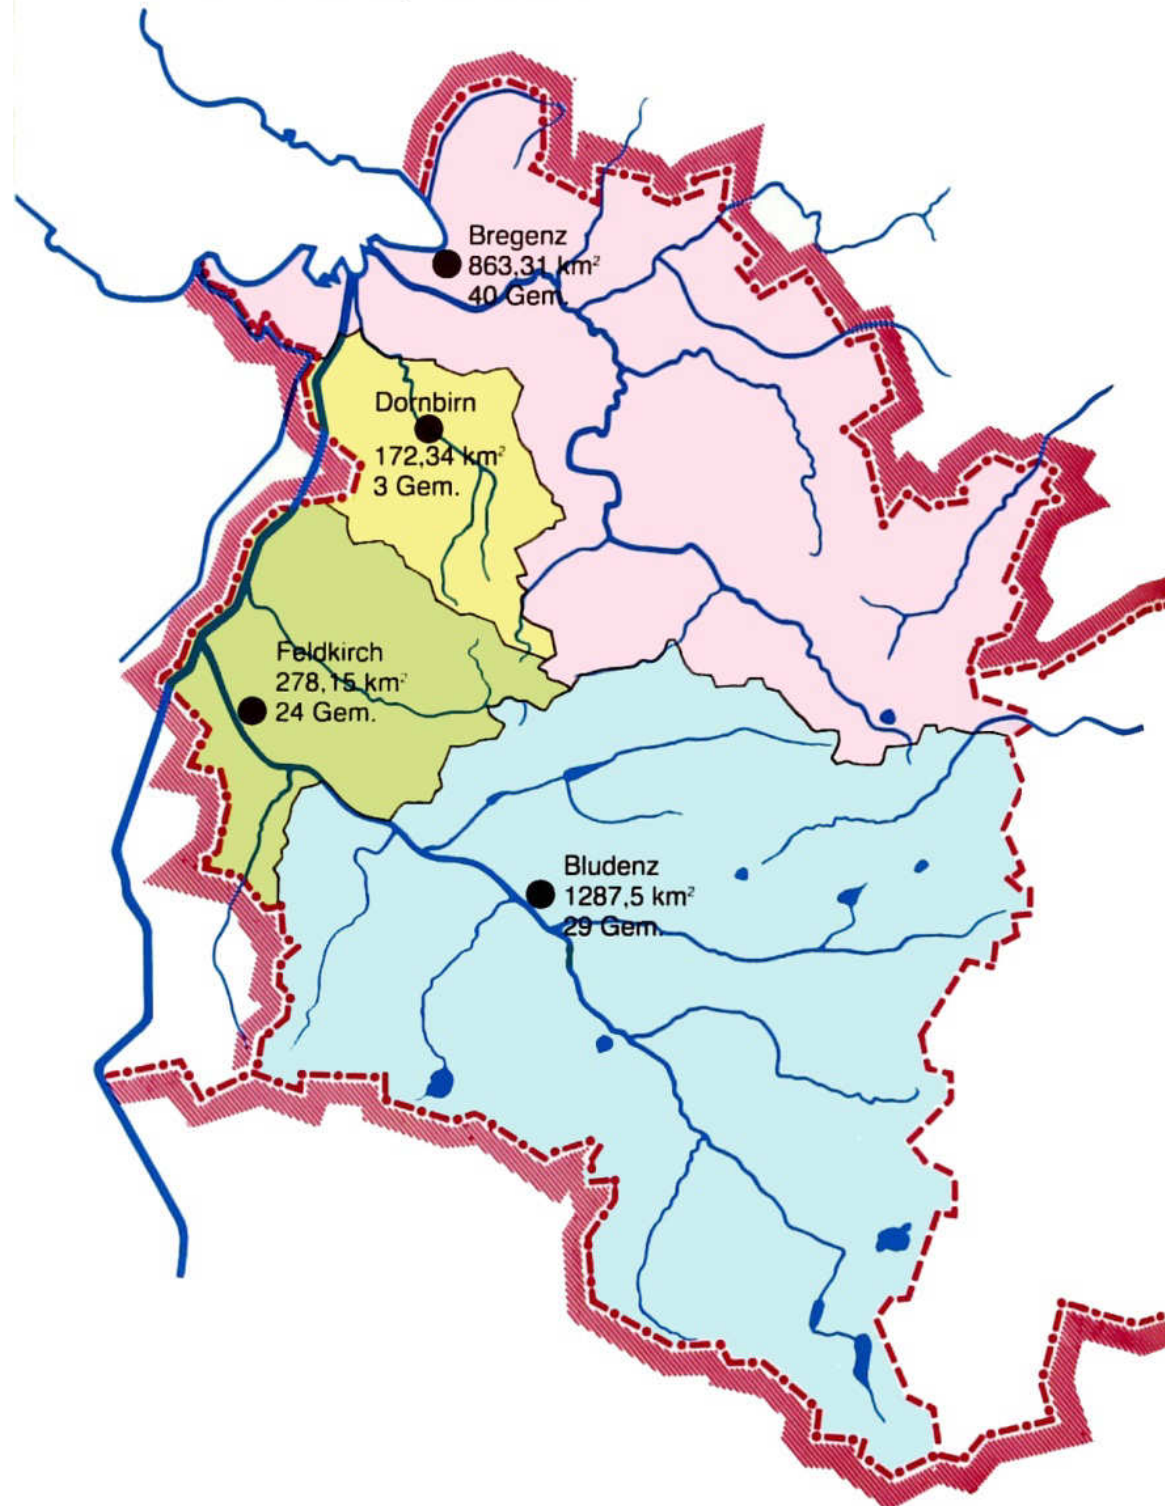 Bregenz
863,31 km²
40 Gem.
Dornbirn
172,34 km²
3 Gem.
Feldkirch
278,15 km²
24 Gem.
Bludenz
1287,5 km²
29 Gem.